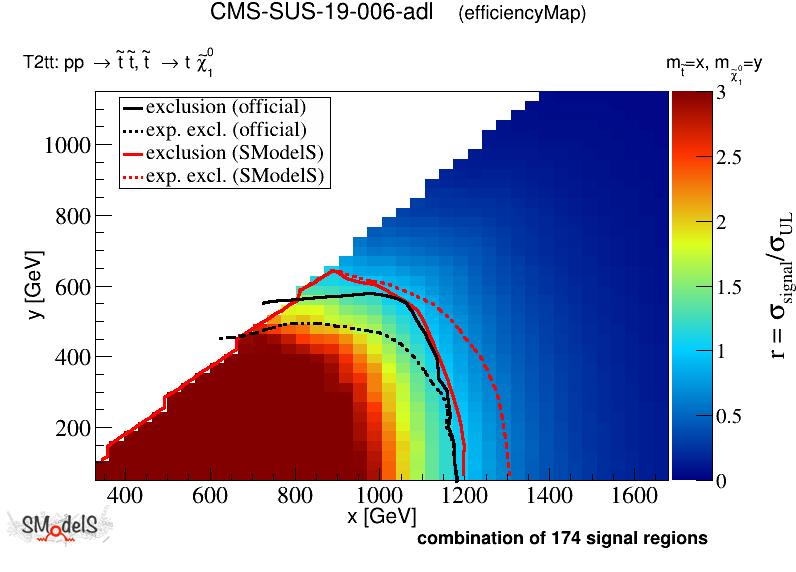 CMS-SUS-19-006-adl (efficiencyMap)
T2tt: pp → t̃ t̃, t̃ → t χ̃₁⁰
m_t̃=x, m_χ̃₁⁰=y
exclusion (official)
exp. excl. (official)
exclusion (SModelS)
exp. excl. (SModelS)
1000
800
600
400
200
y [GeV]
400 600 800 1000 1200 1400 1600
x [GeV]
3
2.5
2
1.5
1
0.5
0
r = σ_signal/σ_UL
SModelS
combination of 174 signal regions